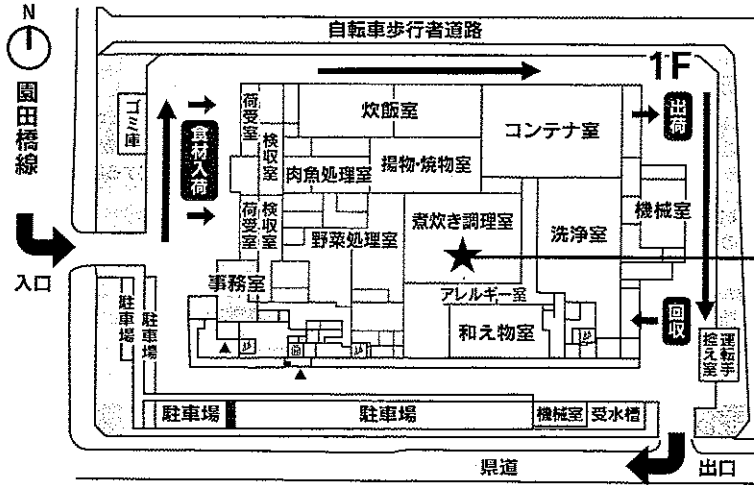 N
園田橋線
入口
自転車歩行者道路
1F
ゴミ庫
食材入荷
荷受室
検収室
荷受室
検収室
炊飯室
肉魚処理室
揚物・焼物室
コンテナ室
出荷
機械室
野菜処理室
煮炊き調理室
洗浄室
事務室
アレルギー室
和え物室
回収
運転手
控え室
駐車場
駐車場
駐車場
駐車場
機械室
受水槽
県道
出口